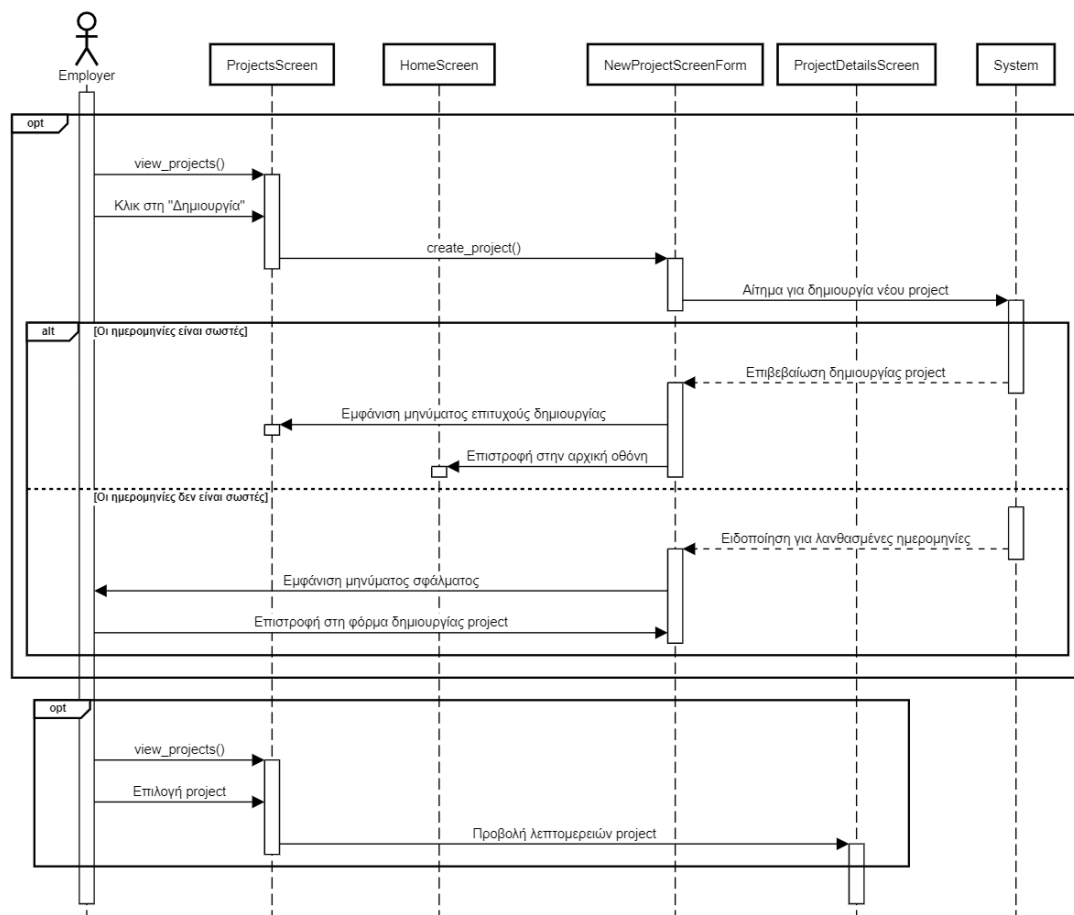 Employer
ProjectsScreen
HomeScreen
NewProjectScreenForm
ProjectDetailsScreen
System
opt
view_projects()
Κλικ στη "Δημιουργία"
create_project()
Αίτημα για δημιουργία νέου project
alt
[Οι ημερομηνίες είναι σωστές]
Επιβεβαίωση δημιουργίας project
Εμφάνιση μηνύματος επιτυχούς δημιουργίας
Επιστροφή στην αρχική οθόνη
[Οι ημερομηνίες δεν είναι σωστές]
Ειδοποίηση για λανθασμένες ημερομηνίες
Εμφάνιση μηνύματος σφάλματος
Επιστροφή στη φόρμα δημιουργίας project
opt
view_projects()
Επιλογή project
Προβολή λεπτομερειών project